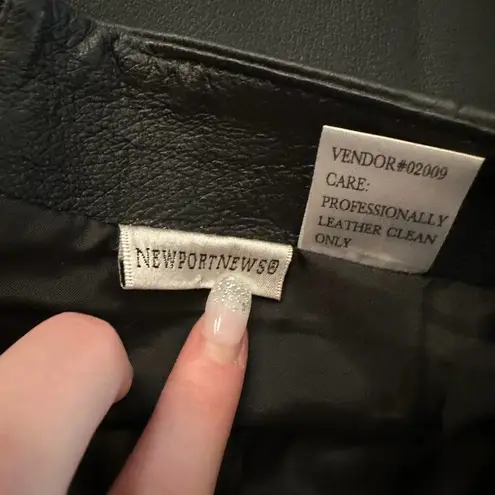 VENDOR#02009
CARE:
PROFESSIONALLY
LEATHER CLEAN
ONLY
NEWPORTNEWS®